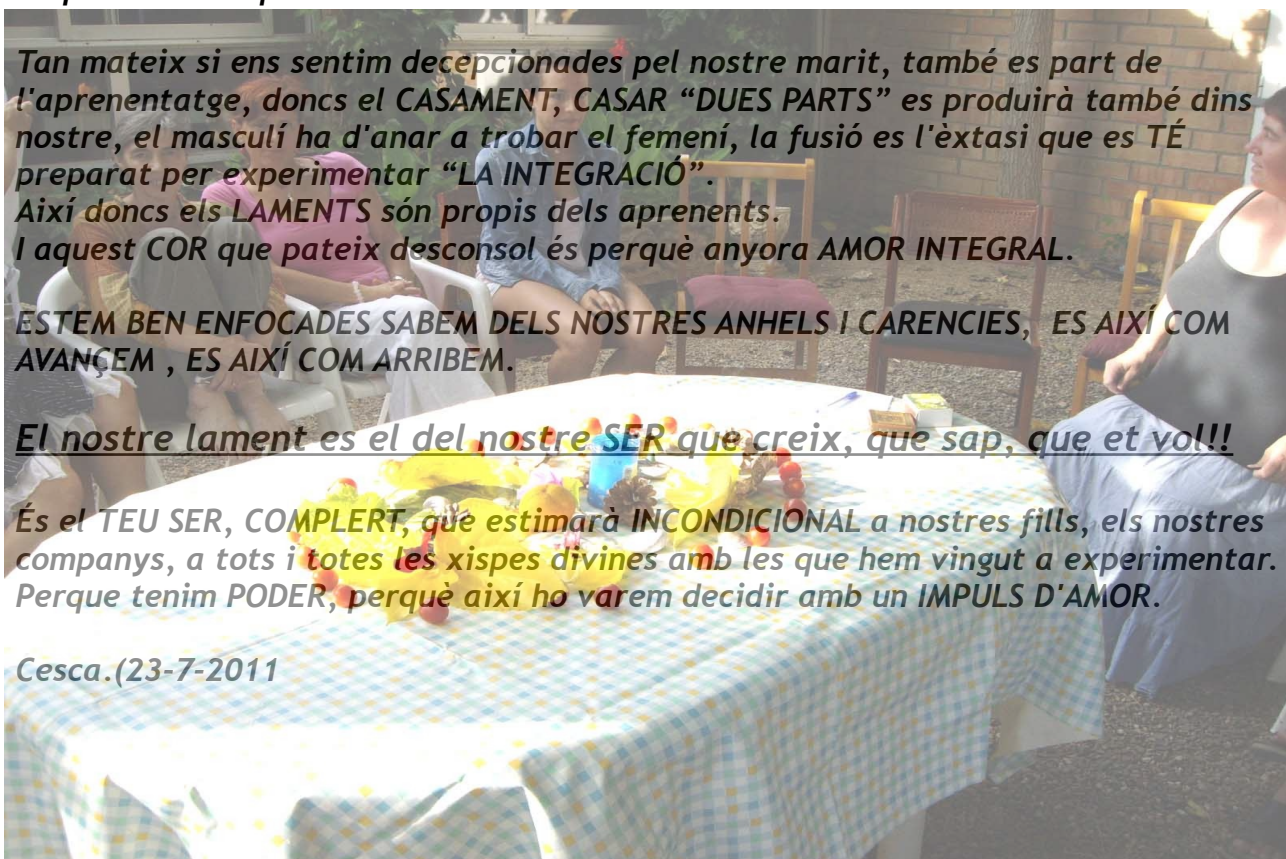 Tan mateix si ens sentim decepcionades pel nostre marit, també es part de
l'aprenentatge, doncs el CASAMENT, CASAR “DUES PARTS” es produirà també dins
nostre, el masculí ha d'anar a trobar el femení, la fusió es l'èxtasi que es TÉ
preparat per experimentar “LA INTEGRACIÓ”.
Així doncs els LAMENTS són propis dels aprenents.
I aquest COR que pateix desconsol és perquè anyora AMOR INTEGRAL.
ESTEM BEN ENFOCADES SABEM DELS NOSTRES ANHELS I CARENCIES, ES AIXÍ COM
AVANÇEM , ES AIXÍ COM ARRIBEM.
El nostre lament es el del nostre SER que creix, que sap, que et vol!!
És el TEU SER, COMPLERT, que estimarà INCONDICIONAL a nostres fills, els nostres
companys, a tots i totes les xispes divines amb les que hem vingut a experimentar.
Perque tenim PODER, perquè així ho varem decidir amb un IMPULS D'AMOR.
Cesca.(23-7-2011